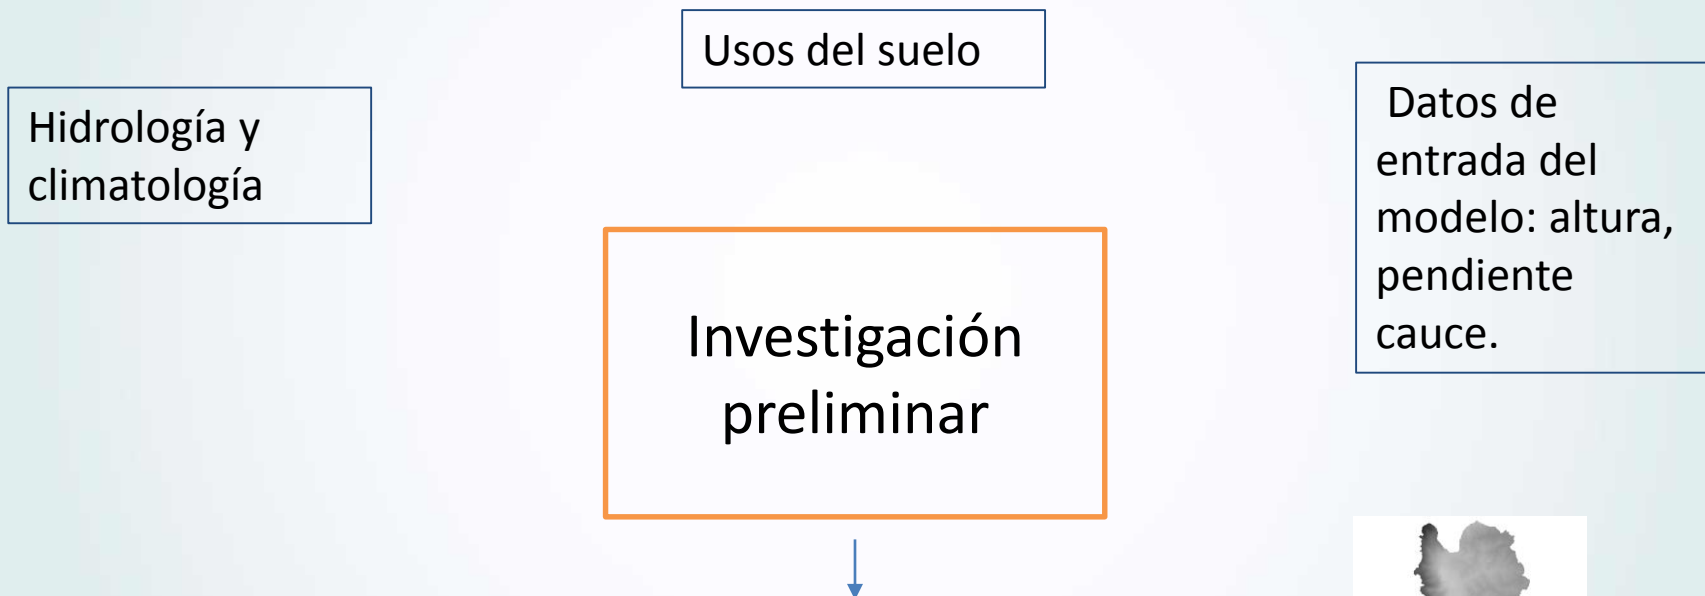 Usos del suelo
Hidrología y
climatología
Datos de
entrada del
modelo: altura,
pendiente
cauce.
Investigación
preliminar